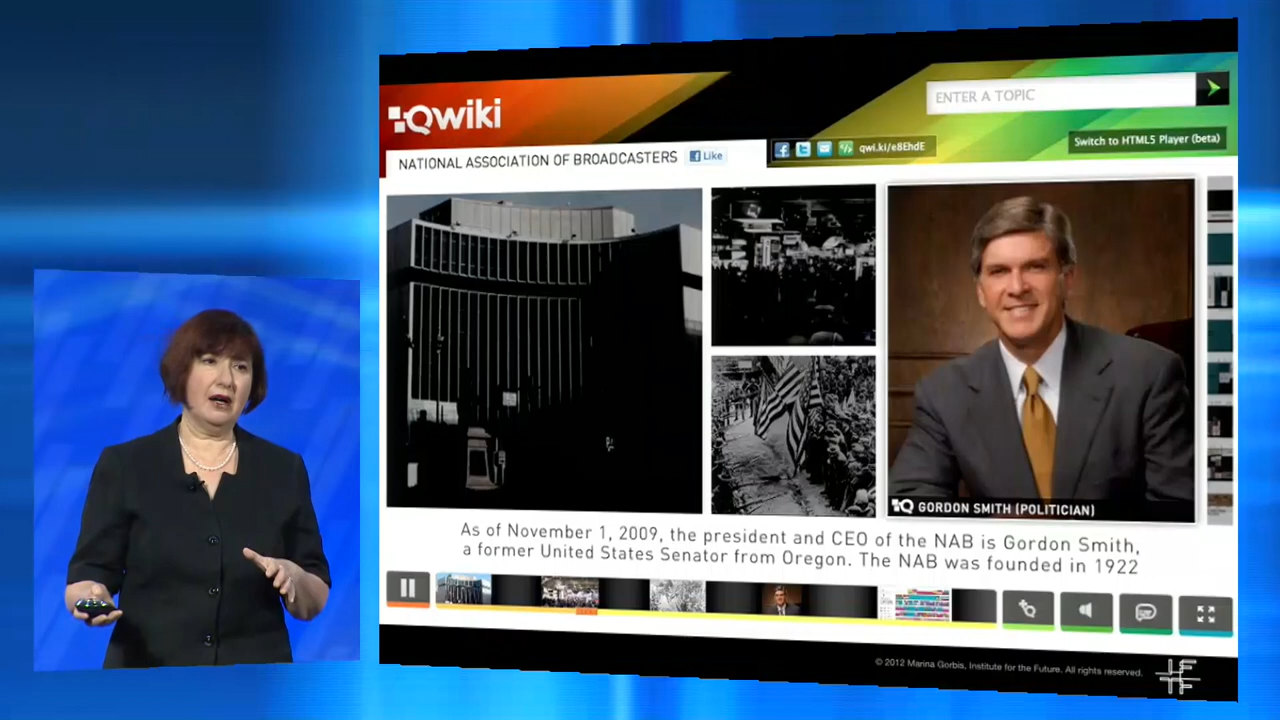 Qwiki
ENTER A TOPIC
Switch to HTML5 Player (beta)
NATIONAL ASSOCIATION OF BROADCASTERS
Like
qwi.ki/e8EhdE
GORDON SMITH (POLITICIAN)
As of November 1, 2009, the president and CEO of the NAB is Gordon Smith,
a former United States Senator from Oregon. The NAB was founded in 1922
© 2012 Marina Gorbis, Institute for the Future. All rights reserved.
IFTF